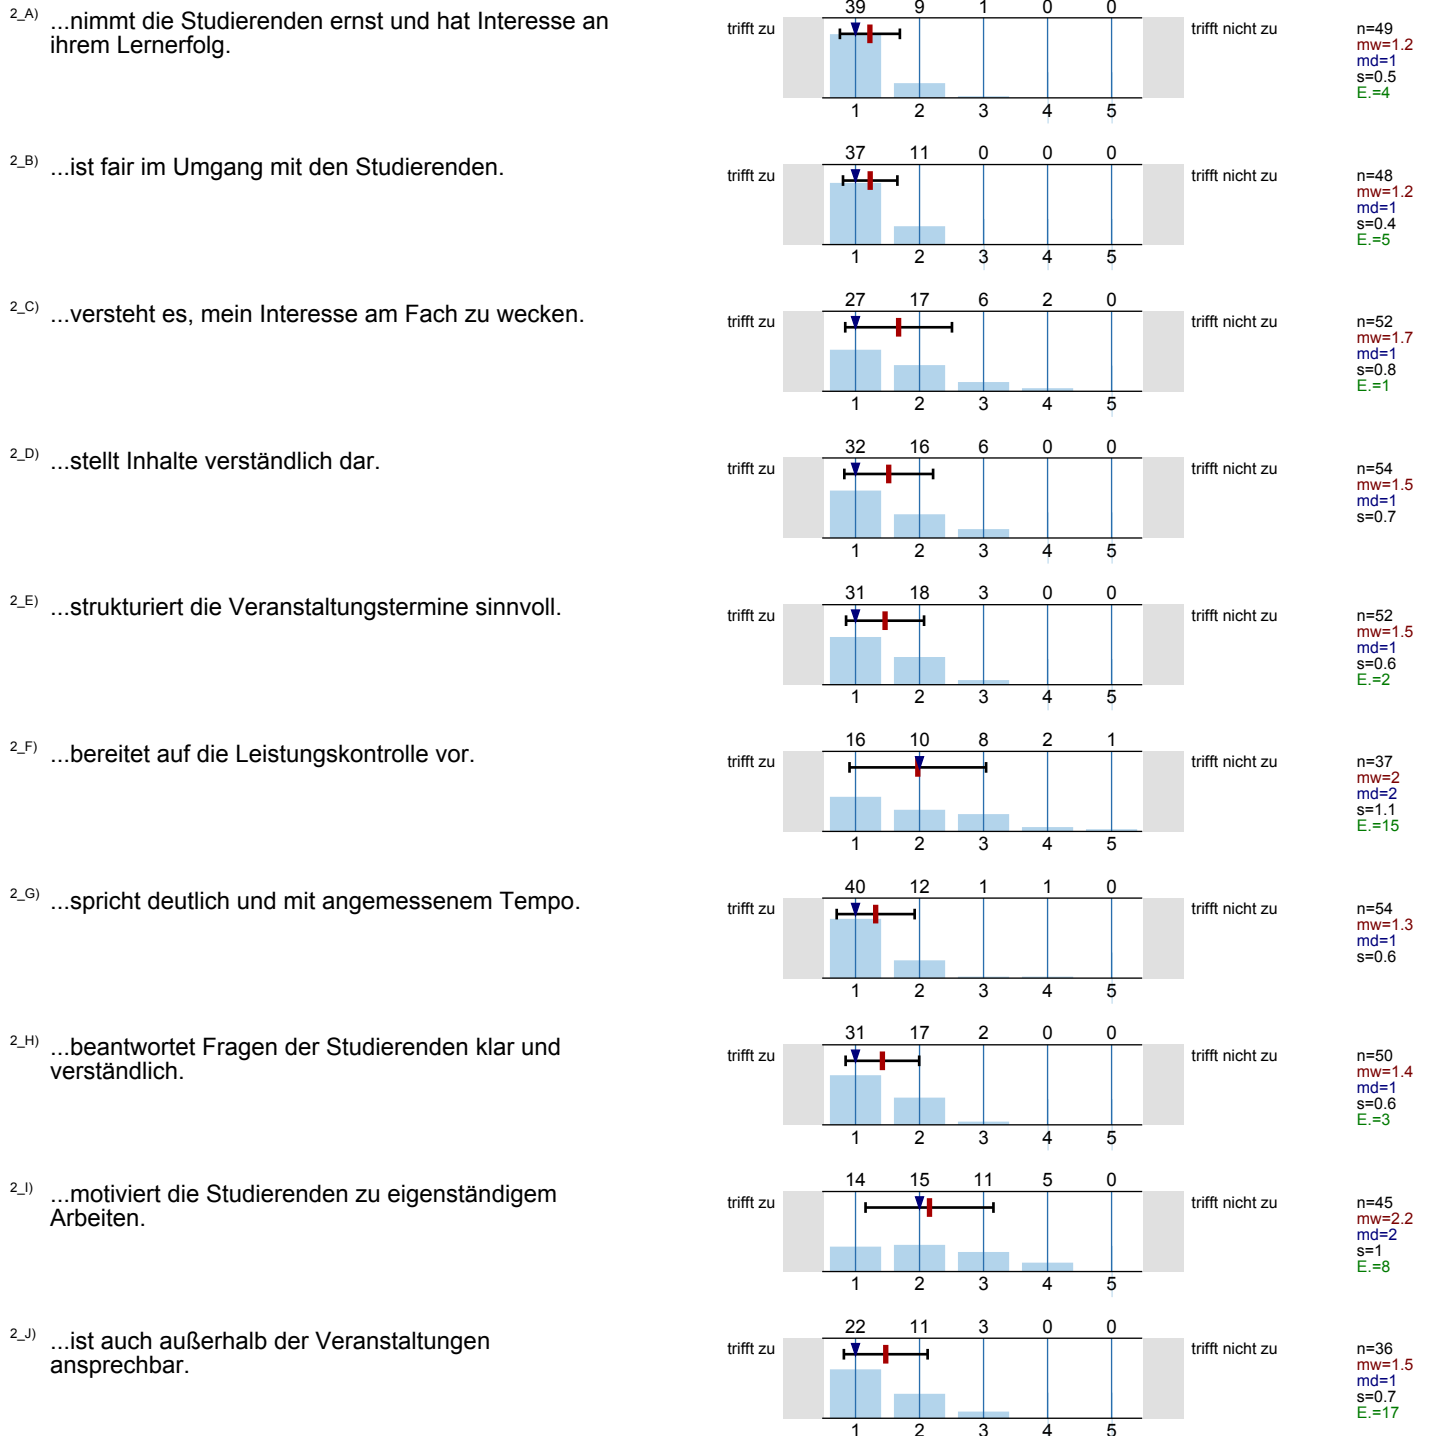 2_A) ...nimmt die Studierenden ernst und hat Interesse an
ihrem Lernerfolg.
39 9 1 0 0
trifft zu trifft nicht zu
1 2 3 4 5
n=49
mw=1.2
md=1
s=0.5
E.=4
2_B) ...ist fair im Umgang mit den Studierenden.
37 11 0 0 0
trifft zu trifft nicht zu
1 2 3 4 5
n=48
mw=1.2
md=1
s=0.4
E.=5
2_C) ...versteht es, mein Interesse am Fach zu wecken.
27 17 6 2 0
trifft zu trifft nicht zu
1 2 3 4 5
n=52
mw=1.7
md=1
s=0.8
E.=1
2_D) ...stellt Inhalte verständlich dar.
32 16 6 0 0
trifft zu trifft nicht zu
1 2 3 4 5
n=54
mw=1.5
md=1
s=0.7
2_E) ...strukturiert die Veranstaltungstermine sinnvoll.
31 18 3 0 0
trifft zu trifft nicht zu
1 2 3 4 5
n=52
mw=1.5
md=1
s=0.6
E.=2
2_F) ...bereitet auf die Leistungskontrolle vor.
16 10 8 2 1
trifft zu trifft nicht zu
1 2 3 4 5
n=37
mw=2
md=2
s=1.1
E.=15
2_G) ...spricht deutlich und mit angemessenem Tempo.
40 12 1 1 0
trifft zu trifft nicht zu
1 2 3 4 5
n=54
mw=1.3
md=1
s=0.6
2_H) ...beantwortet Fragen der Studierenden klar und
verständlich.
31 17 2 0 0
trifft zu trifft nicht zu
1 2 3 4 5
n=50
mw=1.4
md=1
s=0.6
E.=3
2_I) ...motiviert die Studierenden zu eigenständigem
Arbeiten.
14 15 11 5 0
trifft zu trifft nicht zu
1 2 3 4 5
n=45
mw=2.2
md=2
s=1
E.=8
2_J) ...ist auch außerhalb der Veranstaltungen
ansprechbar.
22 11 3 0 0
trifft zu trifft nicht zu
1 2 3 4 5
n=36
mw=1.5
md=1
s=0.7
E.=17